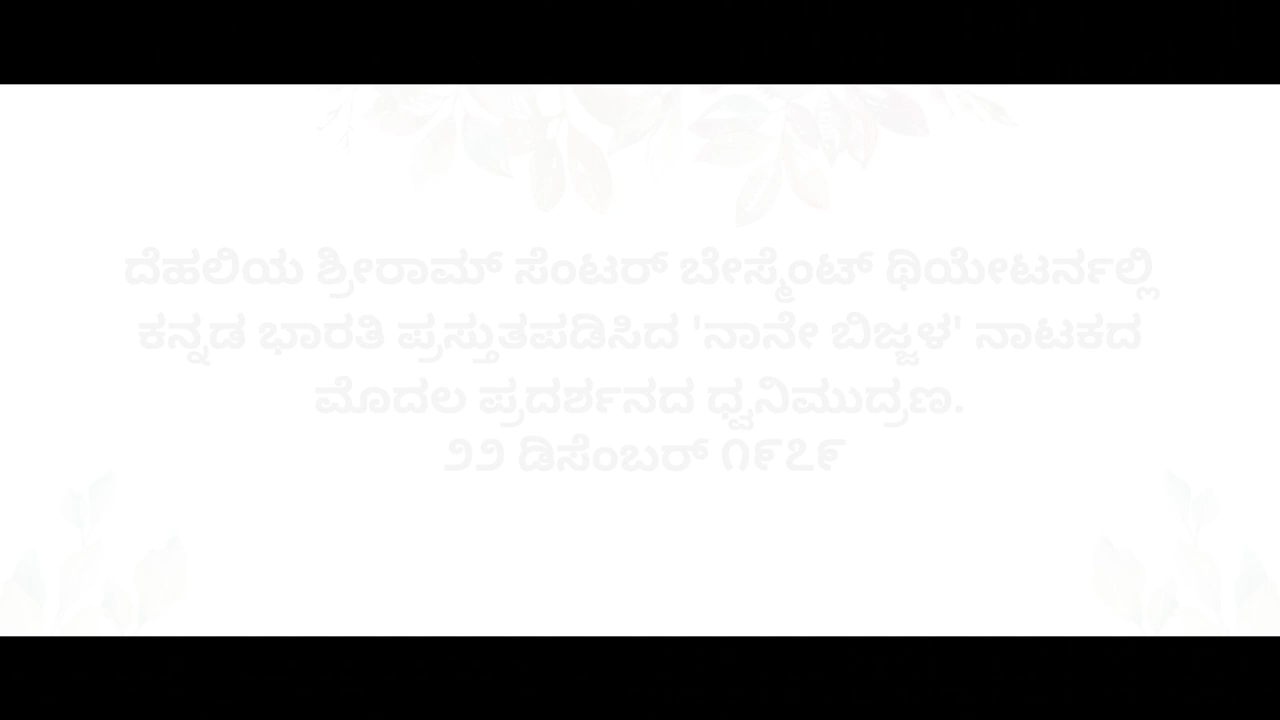 ದೆಹಲಿಯ ಶ್ರೀರಾಮ್ ಸೆಂಟರ್ ಬೇಸ್ಮೆಂಟ್ ಥಿಯೇಟರ್ನಲ್ಲಿ
ಕನ್ನಡ ಭಾರತಿ ಪ್ರಸ್ತುತಪಡಿಸಿದ 'ನಾನೇ ಬಿಜ್ಜಳ' ನಾಟಕದ
ಮೊದಲ ಪ್ರದರ್ಶನದ ಧ್ವನಿಮುದ್ರಣ.
೨೨ ಡಿಸೆಂಬರ್ ೧೯೭೯